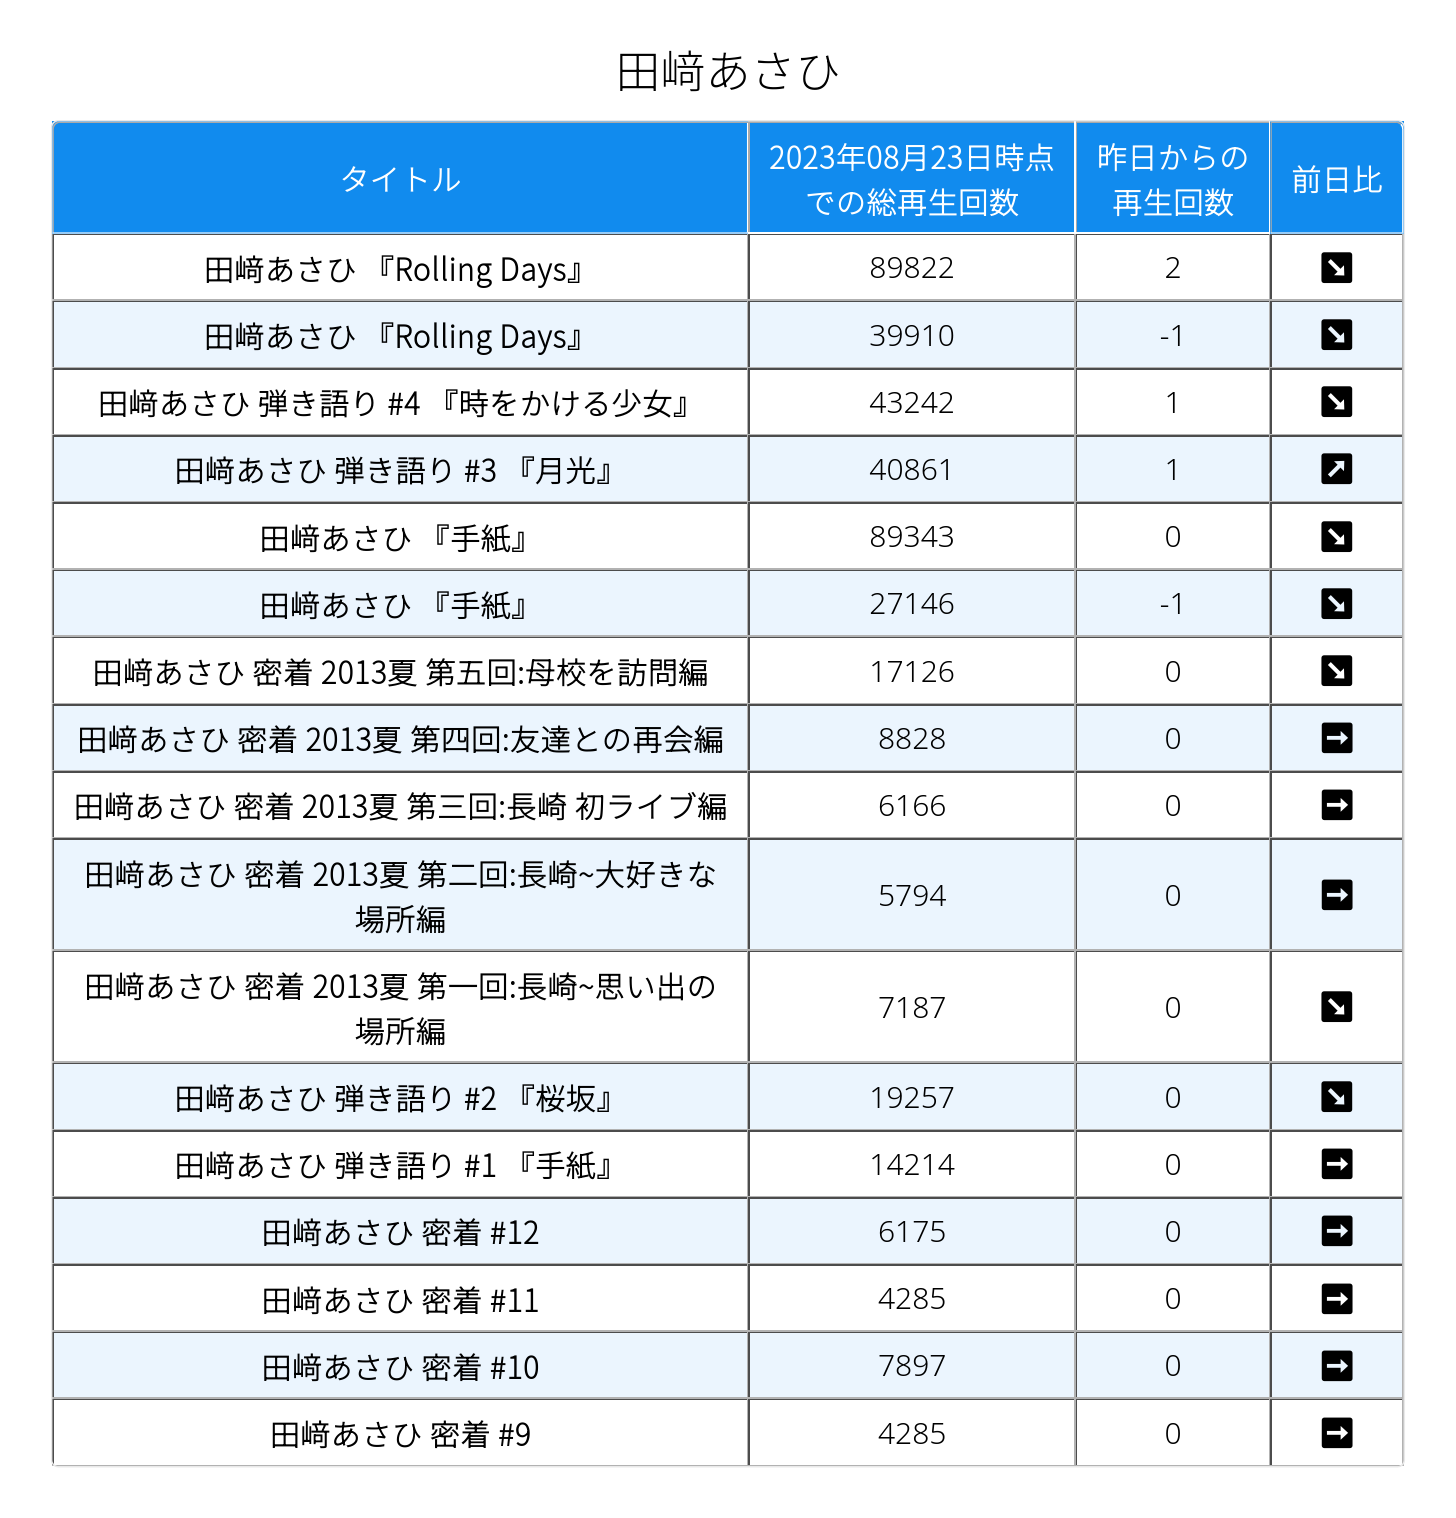 田﨑あさひ
タイトル
2023年08月23日時点
での総再生回数
昨日からの
再生回数
前日比
田﨑あさひ 『Rolling Days』 89822 2 ↘
田﨑あさひ 『Rolling Days』 39910 -1 ↘
田﨑あさひ 弾き語り #4 『時をかける少女』 43242 1 ↘
田﨑あさひ 弾き語り #3 『月光』 40861 1 ↗
田﨑あさひ 『手紙』 89343 0 ↘
田﨑あさひ 『手紙』 27146 -1 ↘
田﨑あさひ 密着 2013夏 第五回:母校を訪問編 17126 0 ↘
田﨑あさひ 密着 2013夏 第四回:友達との再会編 8828 0 →
田﨑あさひ 密着 2013夏 第三回:長崎 初ライブ編 6166 0 →
田﨑あさひ 密着 2013夏 第二回:長崎~大好きな
場所編 5794 0 →
田﨑あさひ 密着 2013夏 第一回:長崎~思い出の
場所編 7187 0 ↘
田﨑あさひ 弾き語り #2 『桜坂』 19257 0 ↘
田﨑あさひ 弾き語り #1 『手紙』 14214 0 →
田﨑あさひ 密着 #12 6175 0 →
田﨑あさひ 密着 #11 4285 0 →
田﨑あさひ 密着 #10 7897 0 →
田﨑あさひ 密着 #9 4285 0 →